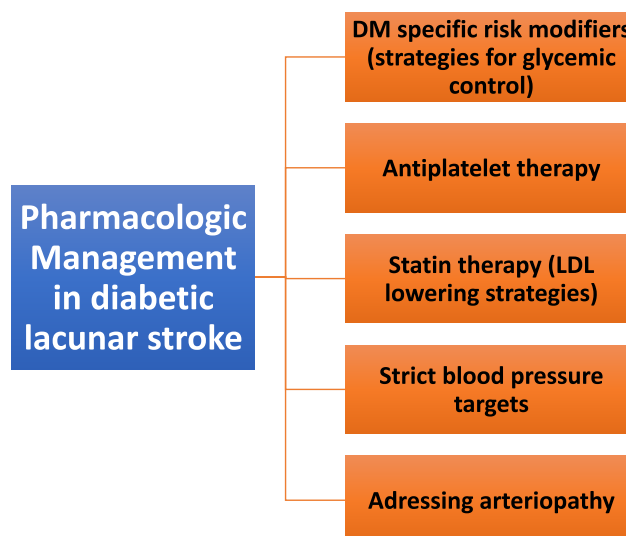 Pharmacologic
Management
in diabetic
lacunar stroke
DM specific risk modifiers
(strategies for glycemic
control)
Antiplatelet therapy
Statin therapy (LDL
lowering strategies)
Strict blood pressure
targets
Adressing arteriopathy